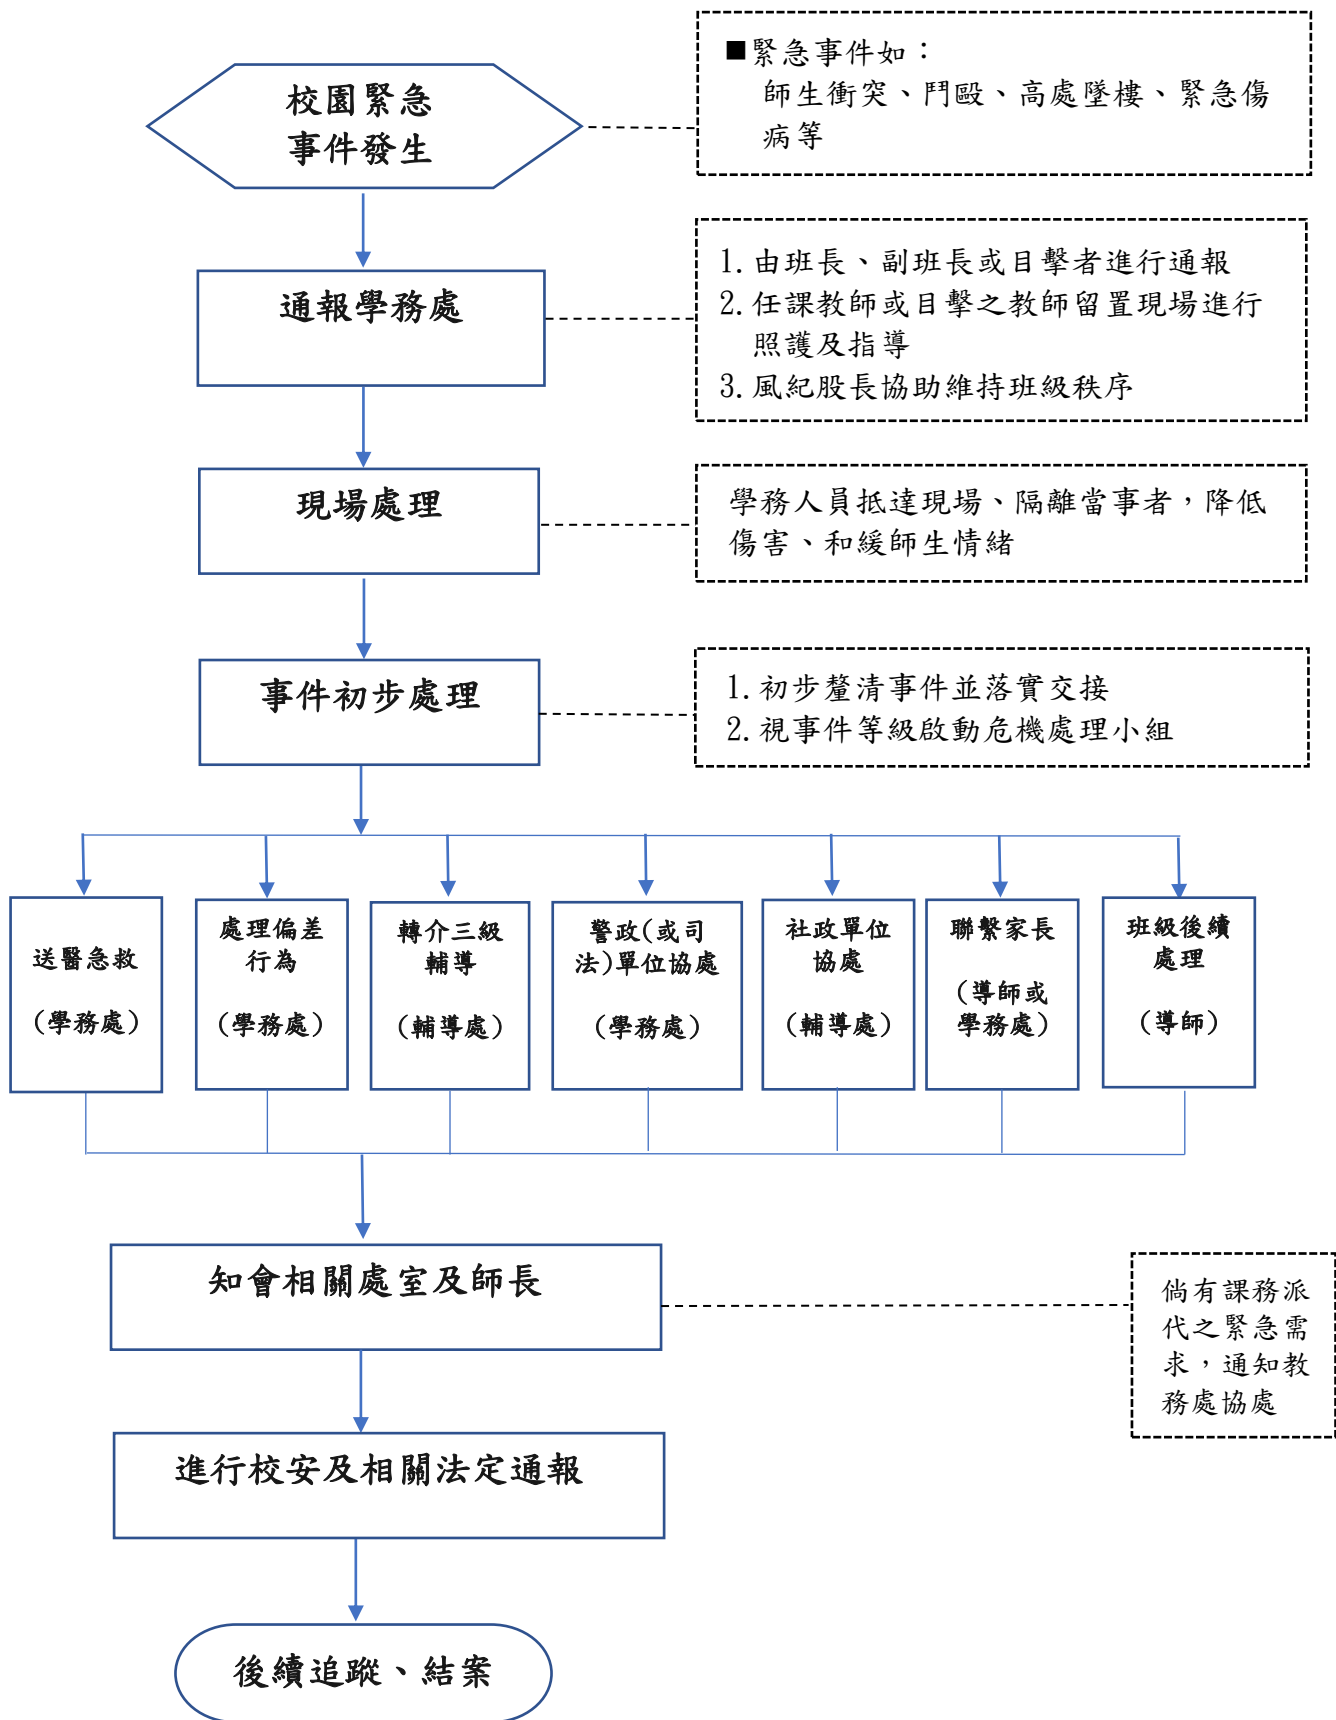 校園緊急
事件發生
■緊急事件如：
師生衝突、鬥毆、高處墜樓、緊急傷
病等
通報學務處
1.由班長、副班長或目擊者進行通報
2.任課教師或目擊之教師留置現場進行
照護及指導
3.風紀股長協助維持班級秩序
現場處理
學務人員抵達現場、隔離當事者，降低
傷害、和緩師生情緒
事件初步處理
1.初步釐清事件並落實交接
2.視事件等級啟動危機處理小組
送醫急救
(學務處)
處理偏差
行為
(學務處)
轉介三級
輔導
(輔導處)
警政(或司
法)單位協處
(學務處)
社政單位
協處
(輔導處)
聯繫家長
(導師或
學務處)
班級後續
處理
(導師)
知會相關處室及師長
倘有課務派
代之緊急需
求，通知教
務處協處
進行校安及相關法定通報
後續追蹤、結案